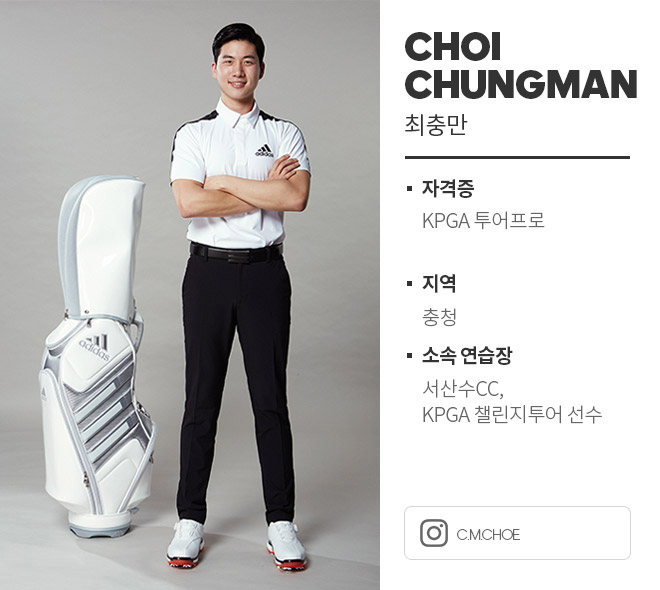 CHOI
CHUNGMAN
최충만
자격증
KPGA 투어프로
지역
충청
소속 연습장
서산수CC,
KPGA 챌린지투어 선수
C.M.CHOE
adidas
adidas